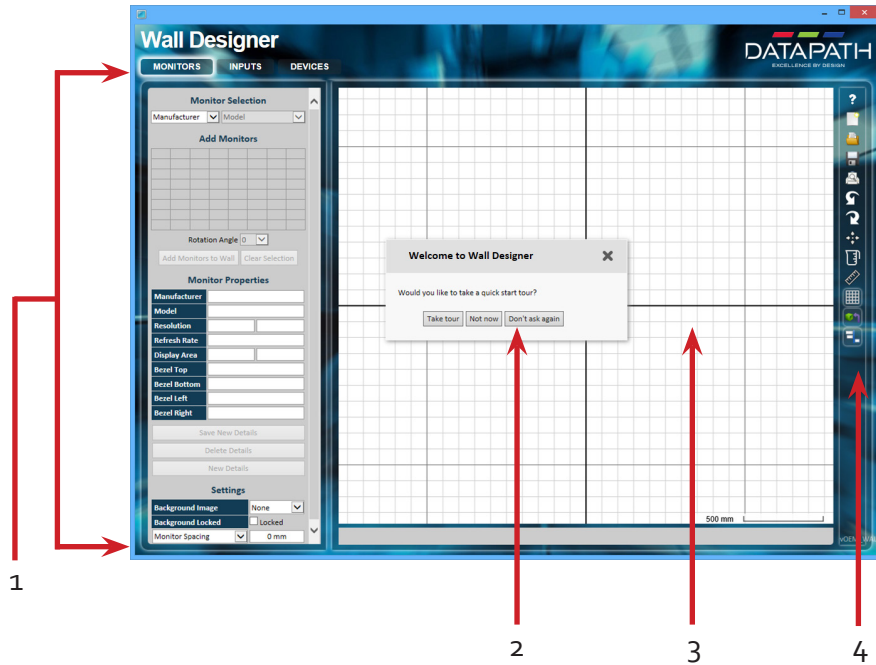 Wall Designer
DATAPATH
EXCELLENCE BY DESIGN
MONITORS INPUTS DEVICES
Monitor Selection
Manufacturer Model
Add Monitors
Rotation Angle 0
Add Monitors to Wall Clear Selection
Monitor Properties
Manufacturer
Model
Resolution
Refresh Rate
Display Area
Bezel Top
Bezel Bottom
Bezel Left
Bezel Right
Save New Details
Delete Details
New Details
Settings
Background Image None
Background Locked Locked
Monitor Spacing 0 mm
Welcome to Wall Designer
Would you like to take a quick start tour?
Take tour Not now Don't ask again
500 mm
?
1
2 3 4